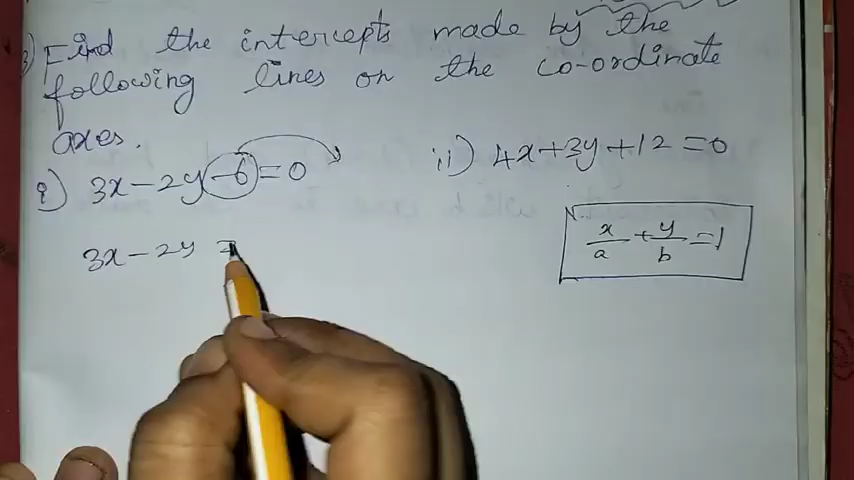 3) Find the intercepts made by the
following lines on the co-ordinate
axes.
i) 3x-2y-6=0
ii) 4x+3y+12=0
3x-2y =
x/a + y/b = 1